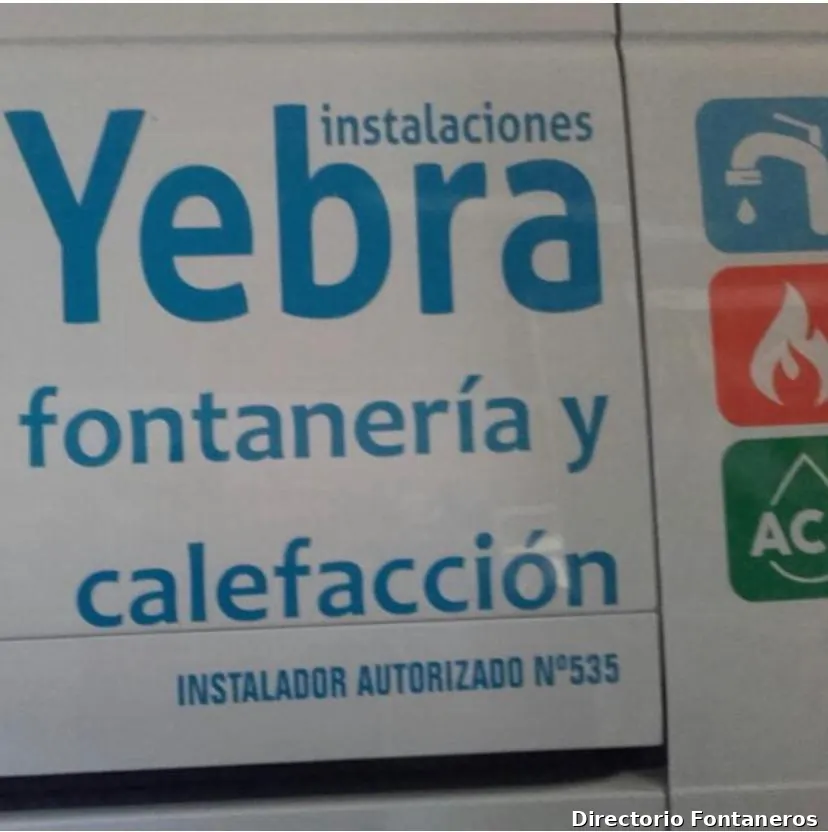 instalaciones
Yebra
fontanería y
calefacción
INSTALADOR AUTORIZADO Nº535
AC
Directorio Fontaneros